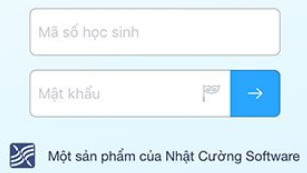 Mã số học sinh
Mật khẩu
Một sản phẩm của Nhật Cường Software